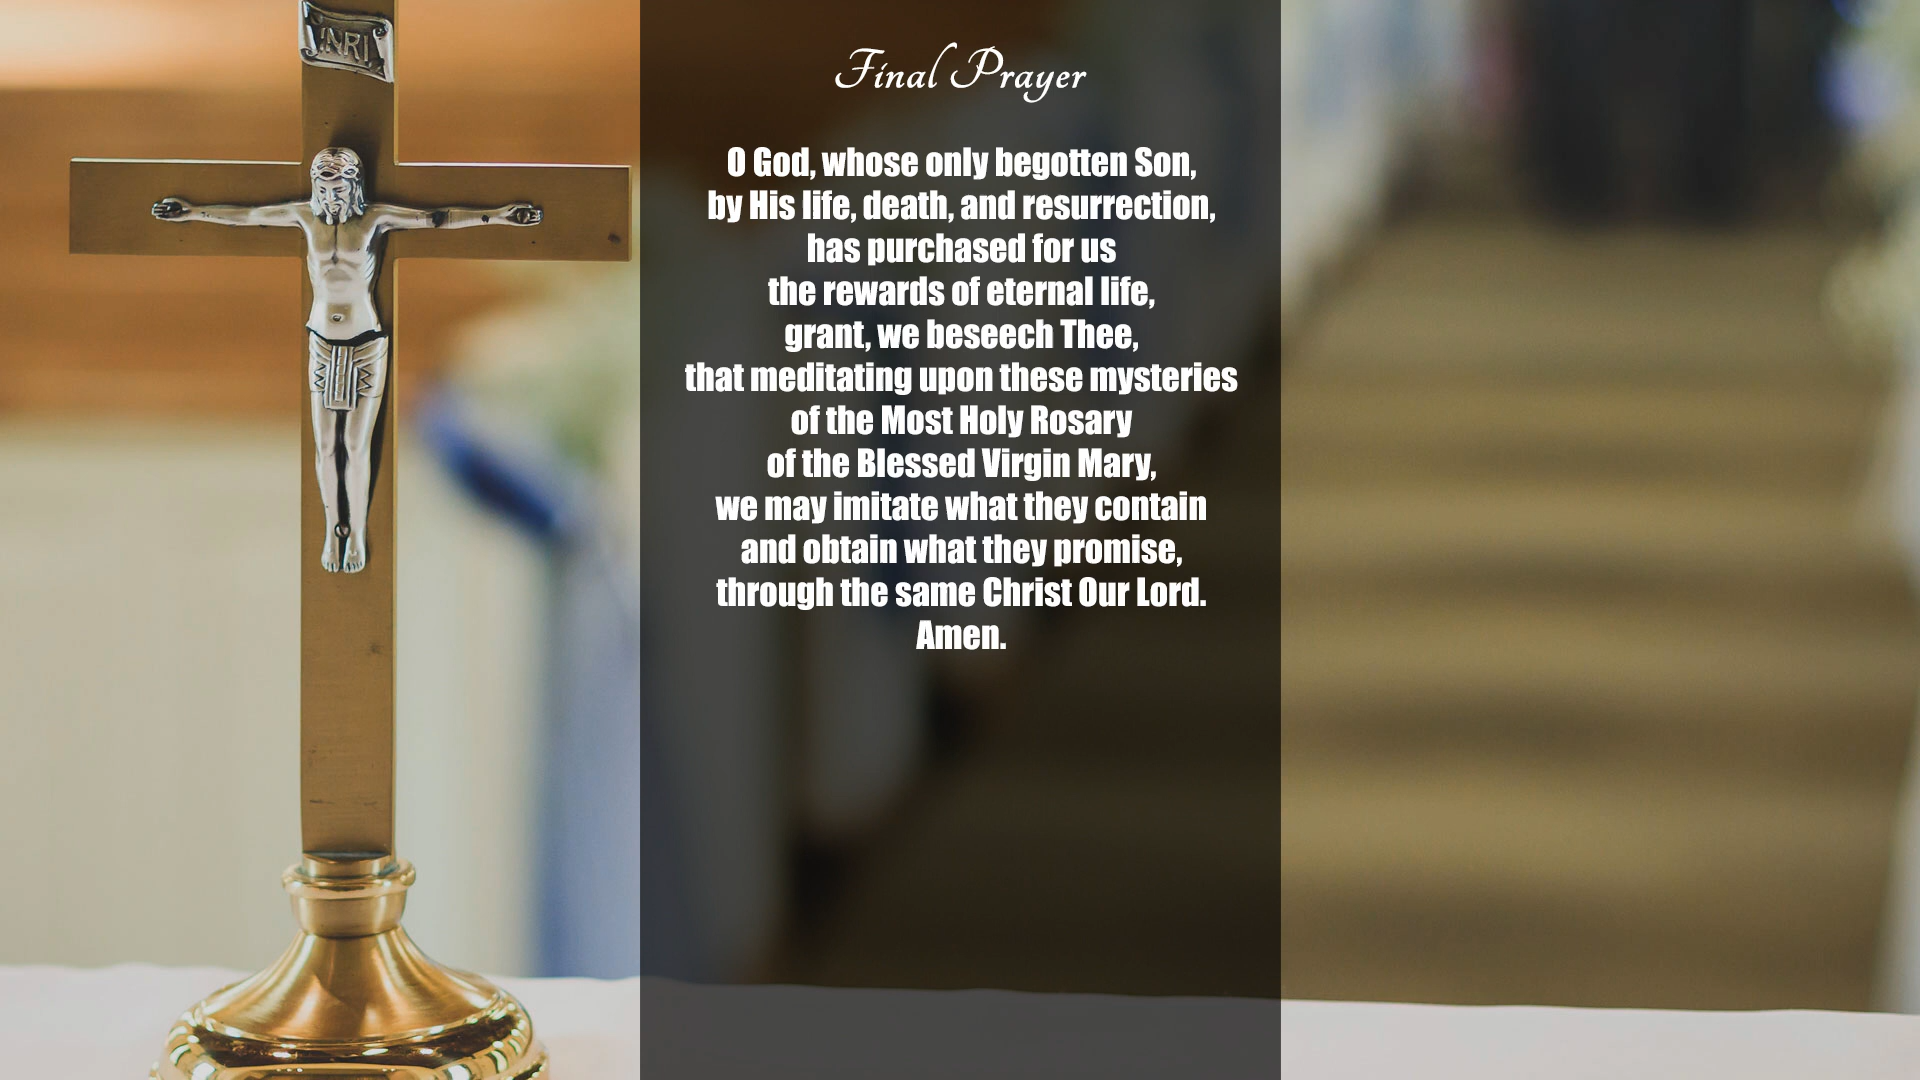 INRI
Final Prayer
O God, whose only begotten Son,
by His life, death, and resurrection,
has purchased for us
the rewards of eternal life,
grant, we beseech Thee,
that meditating upon these mysteries
of the Most Holy Rosary
of the Blessed Virgin Mary,
we may imitate what they contain
and obtain what they promise,
through the same Christ Our Lord.
Amen.